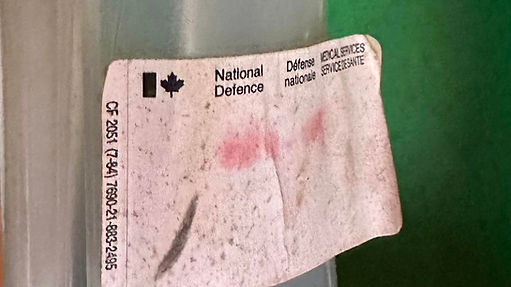 National
Defence
Défense
nationale
MEDICAL SERVICES
SERVICE DE SANTÉ
CF 2051 (7-84) 7690-21-883-2495